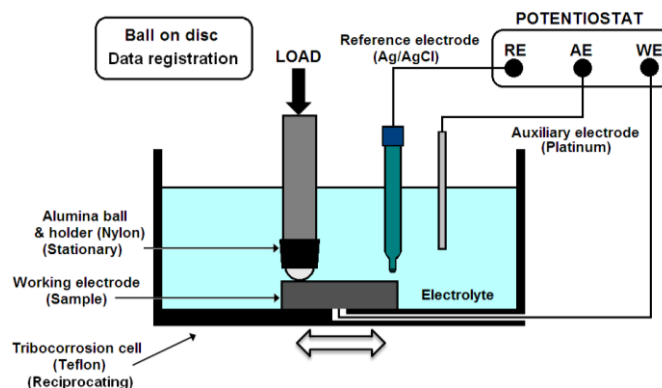 Ball on disc
Data registration
LOAD
Reference electrode
(Ag/AgCl)
POTENTIOSTAT
RE AE WE
Auxiliary electrode
(Platinum)
Alumina ball
& holder (Nylon)
(Stationary)
Working electrode
(Sample)
Electrolyte
Tribocorrosion cell
(Teflon)
(Reciprocating)